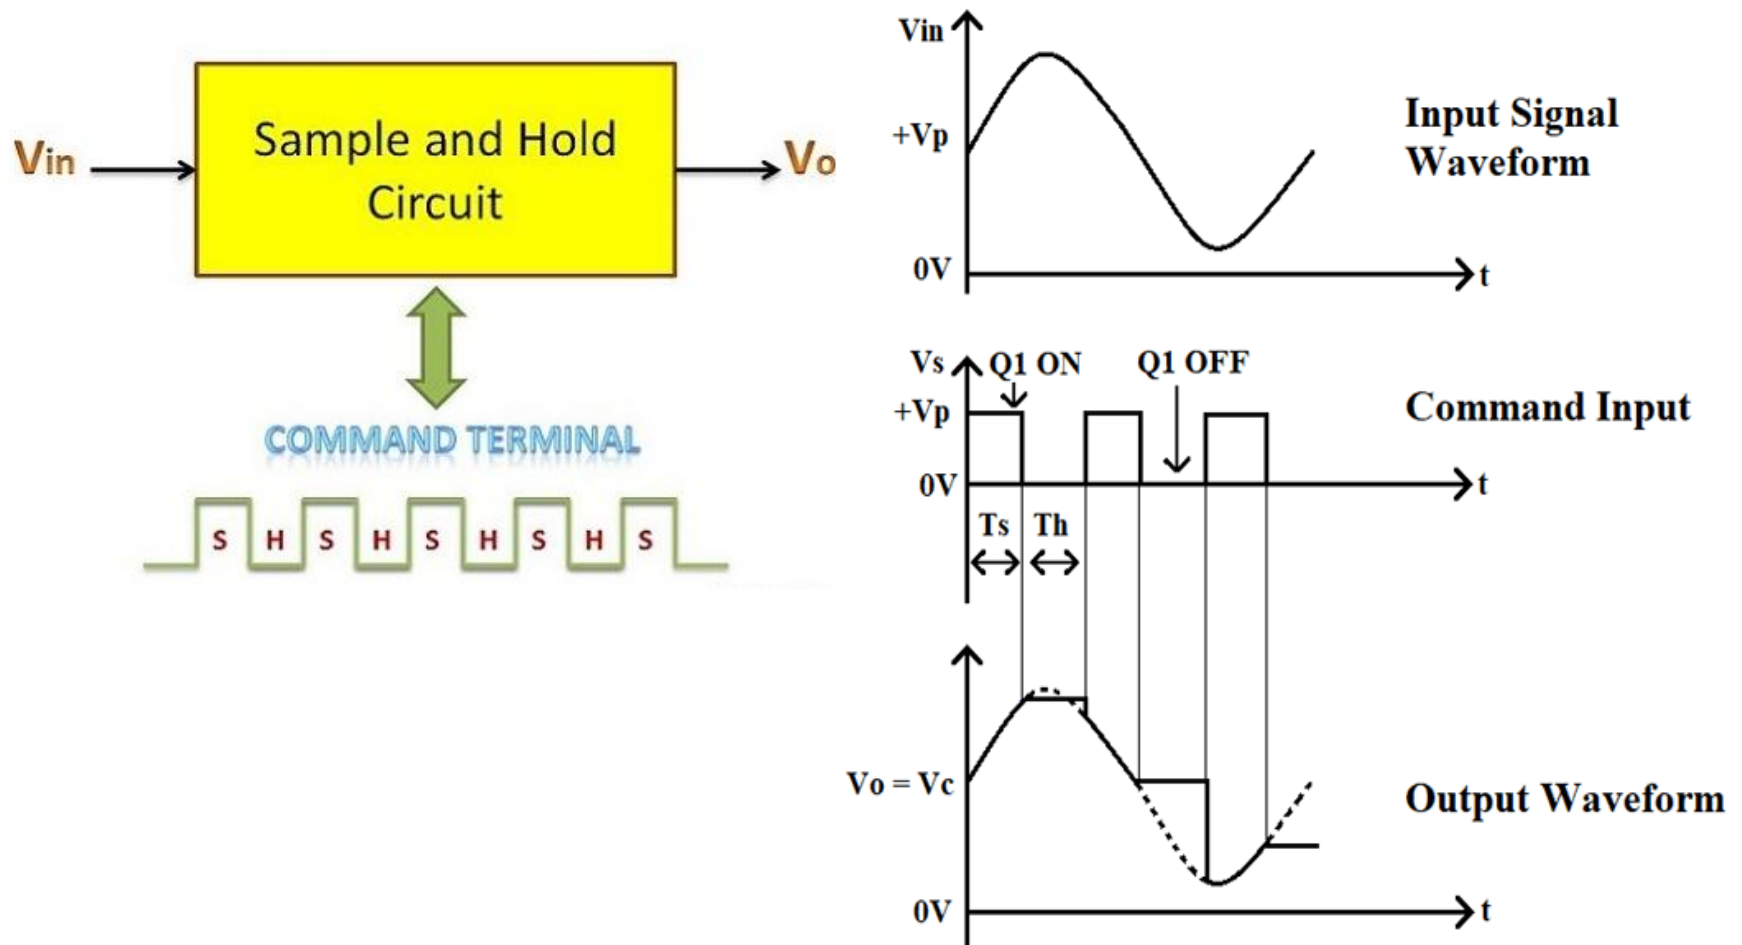 Vin
Sample and Hold
Circuit
Vo
COMMAND TERMINAL
S H S H S H S H S
Vin
+Vp
0V
t
Input Signal
Waveform
Vs
Q1 ON
Q1 OFF
+Vp
0V
t
Command Input
Ts
Th
Vo = Vc
0V
t
Output Waveform